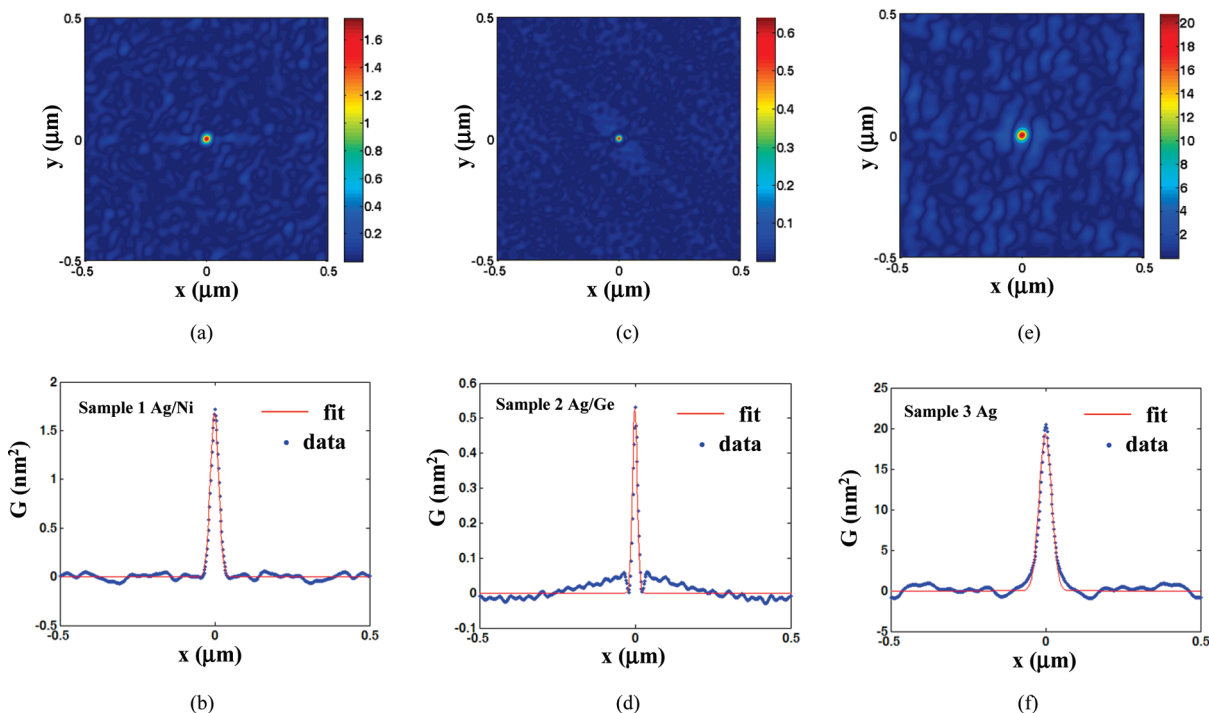 0.5
0
-0.5
y (μm)
-0.5
0
0.5
x (μm)
1.6
1.4
1.2
1
0.8
0.6
0.4
0.2
(a)
0.5
0
-0.5
y (μm)
-0.5
0
0.5
x (μm)
0.6
0.5
0.4
0.3
0.2
0.1
(c)
0.5
0
-0.5
y (μm)
-0.5
0
0.5
x (μm)
20
18
16
14
12
10
8
6
4
2
(e)
2
1.5
1
0.5
0
-0.5
G (nm²)
Sample 1 Ag/Ni
fit
data
-0.5
0
0.5
x (μm)
(b)
0.6
0.5
0.4
0.3
0.2
0.1
0
-0.1
G (nm²)
Sample 2 Ag/Ge
fit
data
-0.5
0
0.5
x (μm)
(d)
25
20
15
10
5
0
-5
G (nm²)
Sample 3 Ag
fit
data
-0.5
0
0.5
x (μm)
(f)